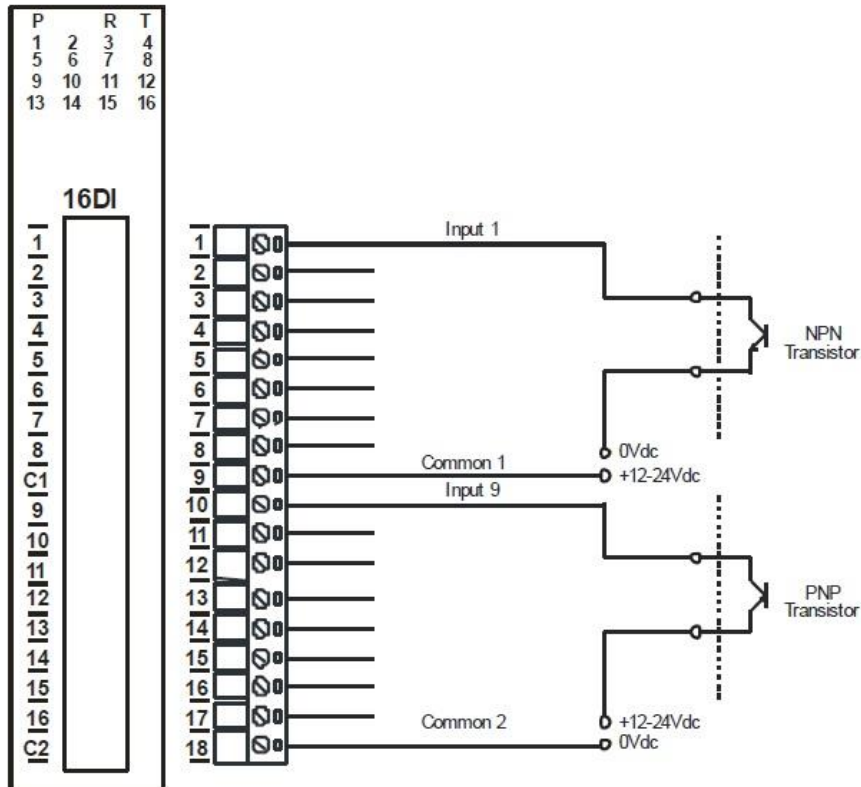 P R T
1 2 3 4
5 6 7 8
9 10 11 12
13 14 15 16
16DI
1
2
3
4
5
6
7
8
C1
9
10
11
12
13
14
15
16
C2
1
2
3
4
5
6
7
8
9
10
11
12
13
14
15
16
17
18
Input 1
NPN
Transistor
0Vdc
Common 1
+12-24Vdc
Input 9
PNP
Transistor
+12-24Vdc
Common 2
0Vdc